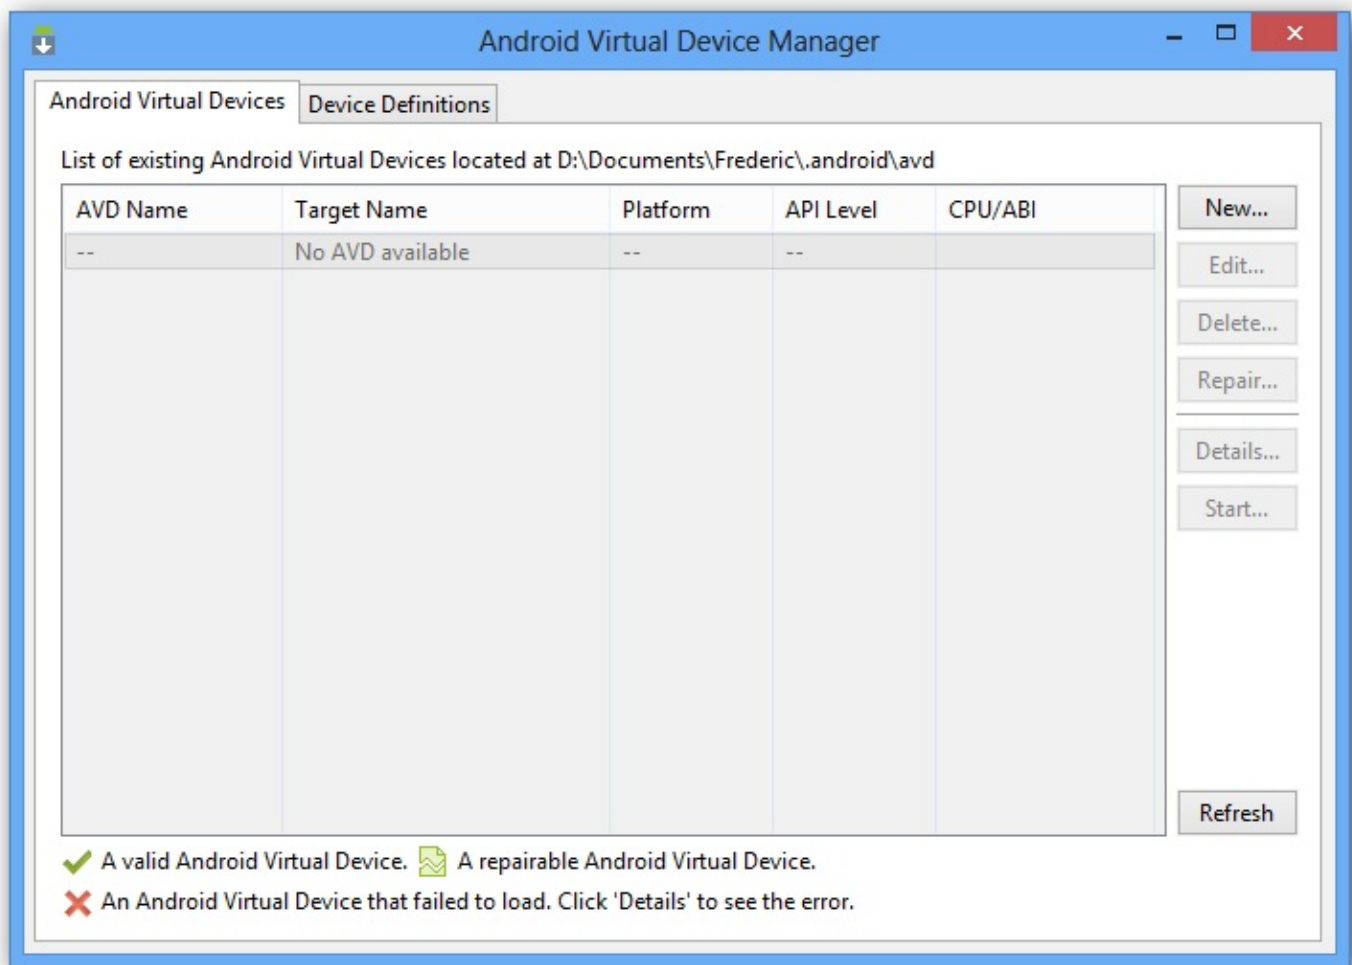 Android Virtual Device Manager
Android Virtual Devices Device Definitions
List of existing Android Virtual Devices located at D:\Documents\Frederic\.android\avd
AVD Name Target Name Platform API Level CPU/ABI
-- No AVD available -- --
New...
Edit...
Delete...
Repair...
Details...
Start...
Refresh
A valid Android Virtual Device. A repairable Android Virtual Device.
An Android Virtual Device that failed to load. Click 'Details' to see the error.